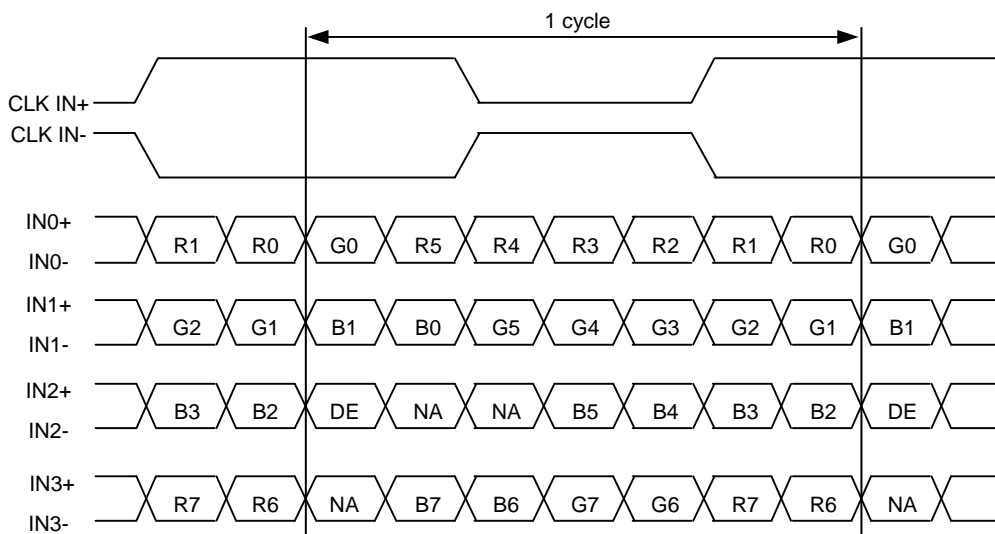 1 cycle
CLK IN+
CLK IN-
IN0+
R1 R0 G0 R5 R4 R3 R2 R1 R0 G0
IN0-
IN1+
G2 G1 B1 B0 G5 G4 G3 G2 G1 B1
IN1-
IN2+
B3 B2 DE NA NA B5 B4 B3 B2 DE
IN2-
IN3+
R7 R6 NA B7 B6 G7 G6 R7 R6 NA
IN3-